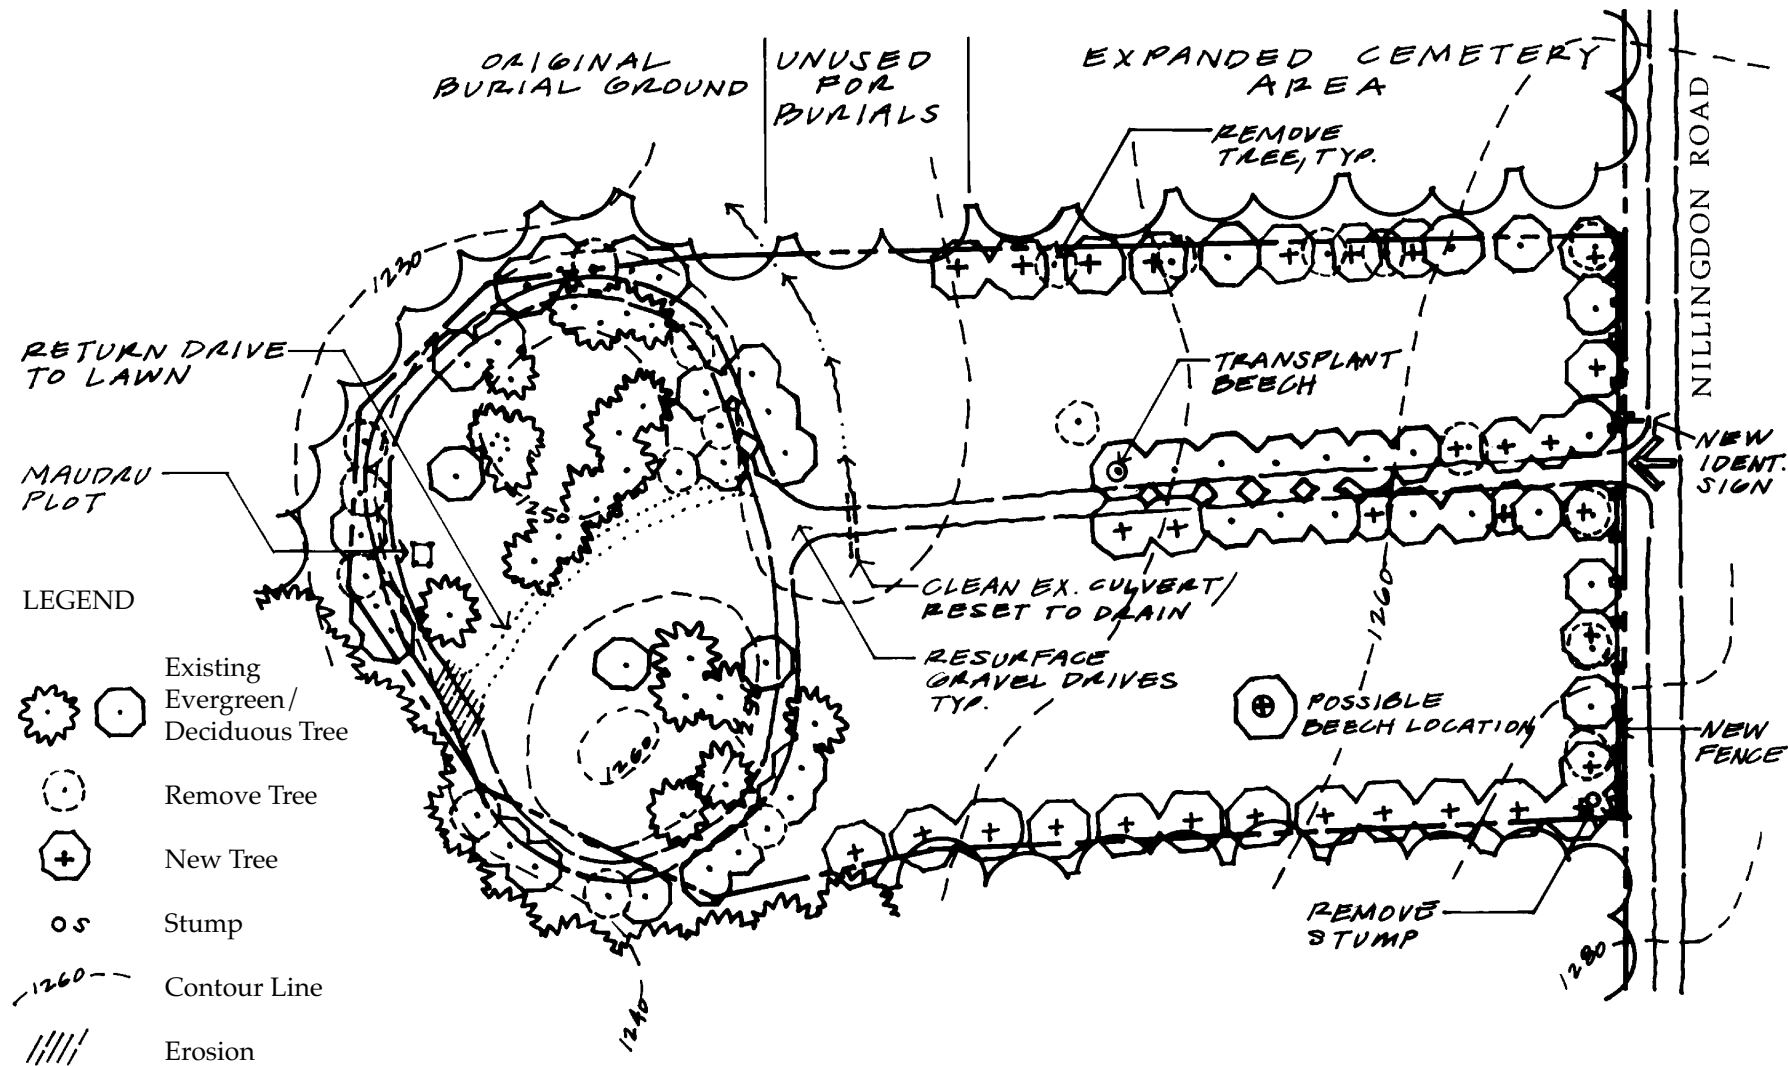 ORIGINAL
BURIAL GROUND
UNUSED
FOR
BURIALS
EXPANDED CEMETERY
AREA
REMOVE
TREE, TYP.
NILLINGDON ROAD
1230
RETURN DRIVE
TO LAWN
TRANSPLANT
BEECH
NEW
IDENT.
SIGN
MAUDRU
PLOT
CLEAN EX. CULVERT/
RESET TO DRAIN
1260
RESURFACE
GRAVEL DRIVES
TYP.
POSSIBLE
BEECH LOCATION
NEW
FENCE
1260
REMOVE
STUMP
1280
1240
LEGEND
Existing
Evergreen/
Deciduous Tree
Remove Tree
New Tree
S
Stump
1260
Contour Line
Erosion